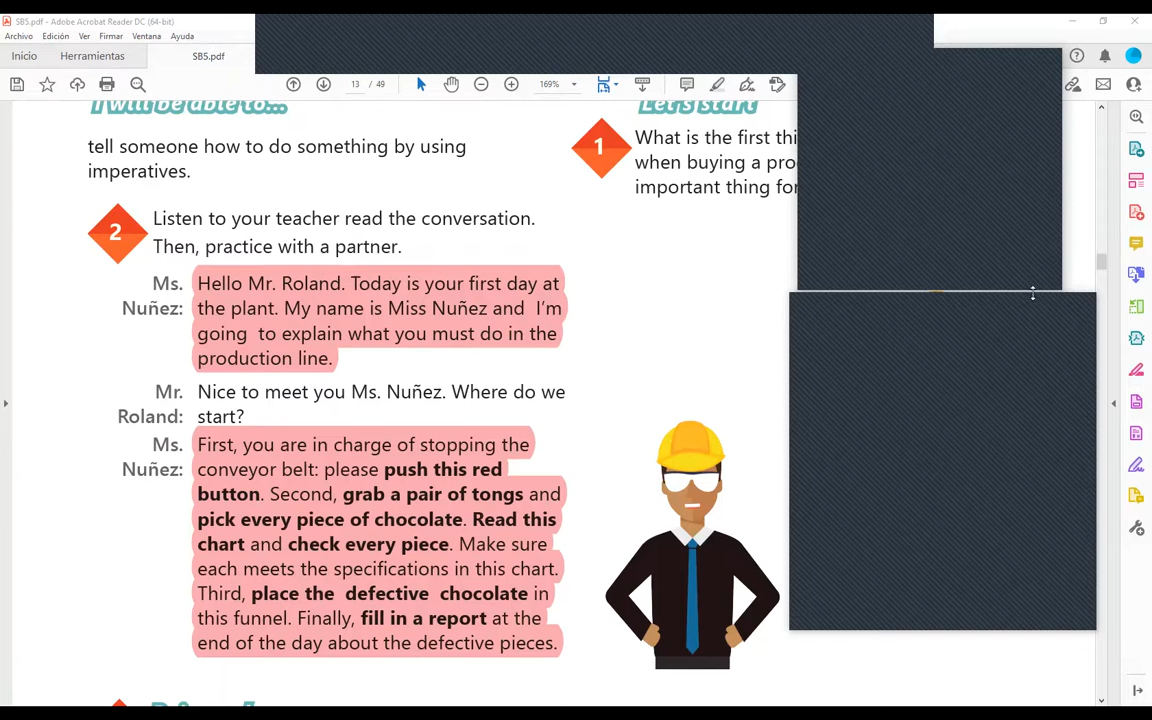 SB5.pdf - Adobe Acrobat Reader DC (64-bit)
Archivo Edición Ver Firmar Ventana Ayuda
Inicio Herramientas SB5.pdf
13 / 49 169%
I will be able to...
tell someone how to do something by using
imperatives.
Let's start
1
What is the first
when buying a
important thing
2
Listen to your teacher read the conversation.
Then, practice with a partner.
Ms. Nuñez:
Hello Mr. Roland. Today is your first day at
the plant. My name is Miss Nuñez and I'm
going to explain what you must do in the
production line.
Mr. Roland:
Nice to meet you Ms. Nuñez. Where do we
start?
Ms. Nuñez:
First, you are in charge of stopping the
conveyor belt: please push this red
button. Second, grab a pair of tongs and
pick every piece of chocolate. Read this
chart and check every piece. Make sure
each meets the specifications in this chart.
Third, place the defective chocolate in
this funnel. Finally, fill in a report at the
end of the day about the defective pieces.